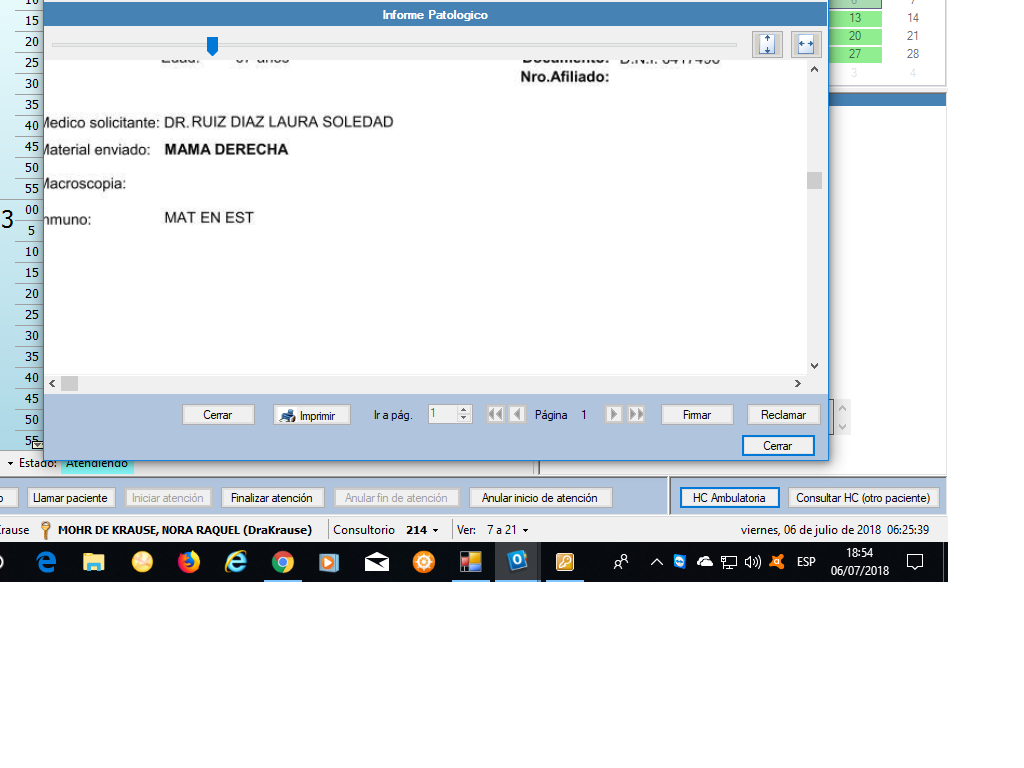 Informe Patologico
Nro.Afiliado:
Medico solicitante: DR. RUIZ DIAZ LAURA SOLEDAD
Material enviado: MAMA DERECHA
Macroscopia:
nmuno: MAT EN EST
Cerrar
Imprimir
Ir a pág.
1
Página 1
Firmar
Reclamar
Cerrar
10
15
20
25
30
35
40
45
50
55
3 00
5
10
15
20
25
30
35
40
45
50
55
6 7
13 14
20 21
27 28
3 4
Estado: Atendiendo
o
Llamar paciente
Iniciar atención
Finalizar atención
Anular fin de atención
Anular inicio de atención
HC Ambulatoria
Consultar HC (otro paciente)
rause
MOHR DE KRAUSE, NORA RAQUEL (DraKrause)
Consultorio 214
Ver: 7 a 21
viernes, 06 de julio de 2018 06:25:39
ESP
18:54
06/07/2018